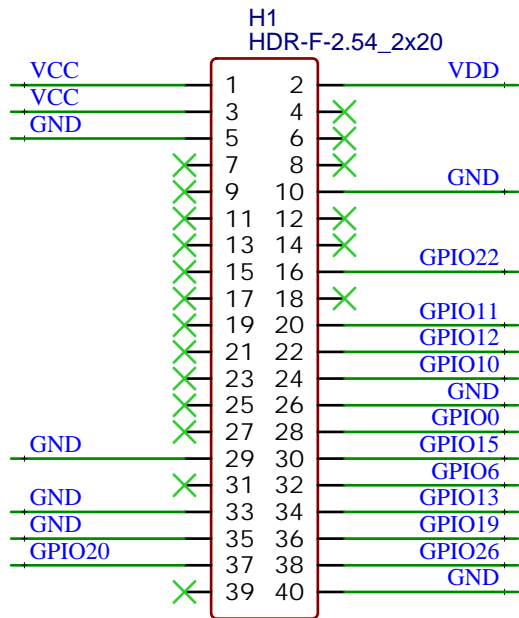 H1
HDR-F-2.54_2x20
VCC 1 2 VDD
VCC 3 4
GND 5 6
7 8
9 10 GND
11 12
13 14
15 16 GPIO22
17 18
19 20 GPIO11
21 22 GPIO12
23 24 GPIO10
25 26 GND
27 28 GPIO0
GND 29 30 GPIO15
31 32 GPIO6
GND 33 34 GPIO13
GND 35 36 GPIO19
GPIO20 37 38 GPIO26
39 40 GND